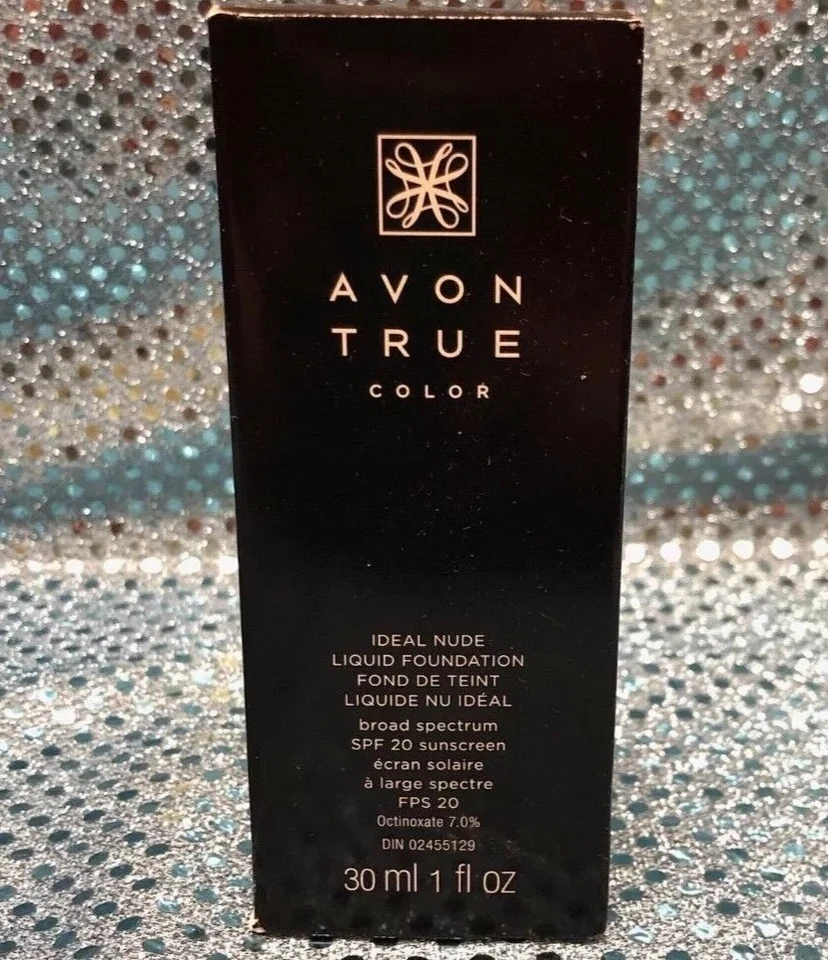 AVON
TRUE
COLOR
IDEAL NUDE
LIQUID FOUNDATION
FOND DE TEINT
LIQUIDE NU IDÉAL
broad spectrum
SPF 20 sunscreen
écran solaire
à large spectre
FPS 20
Octinoxate 7.0%
DIN 02455129
30 ml 1 fl oz